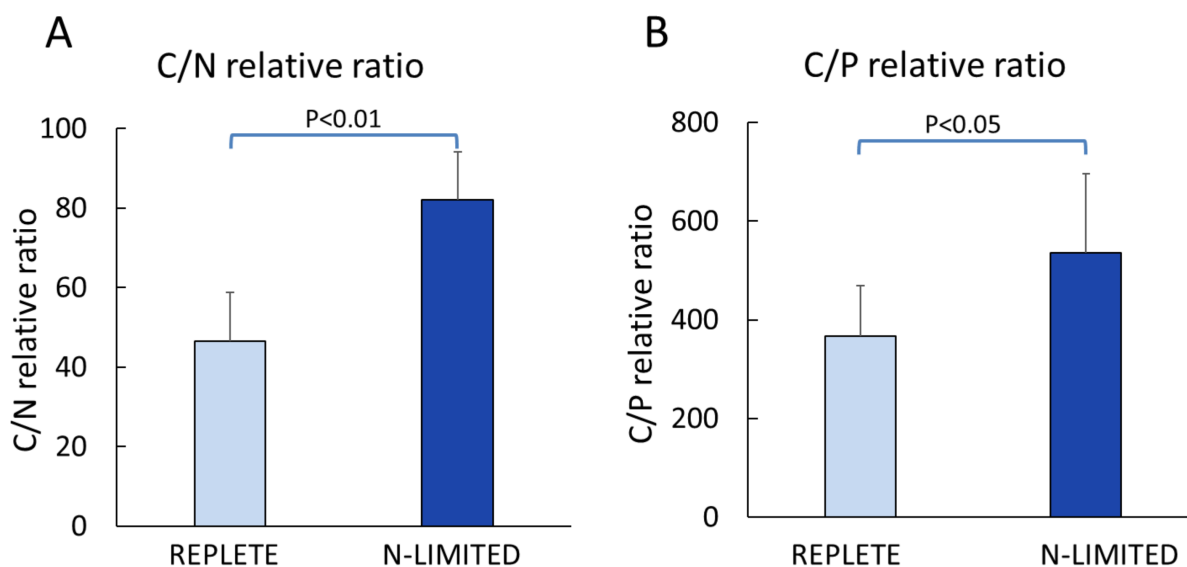 A
C/N relative ratio
P<0.01
C/N relative ratio
100
80
60
40
20
0
REPLETE
N-LIMITED
B
C/P relative ratio
P<0.05
C/P relative ratio
800
600
400
200
0
REPLETE
N-LIMITED